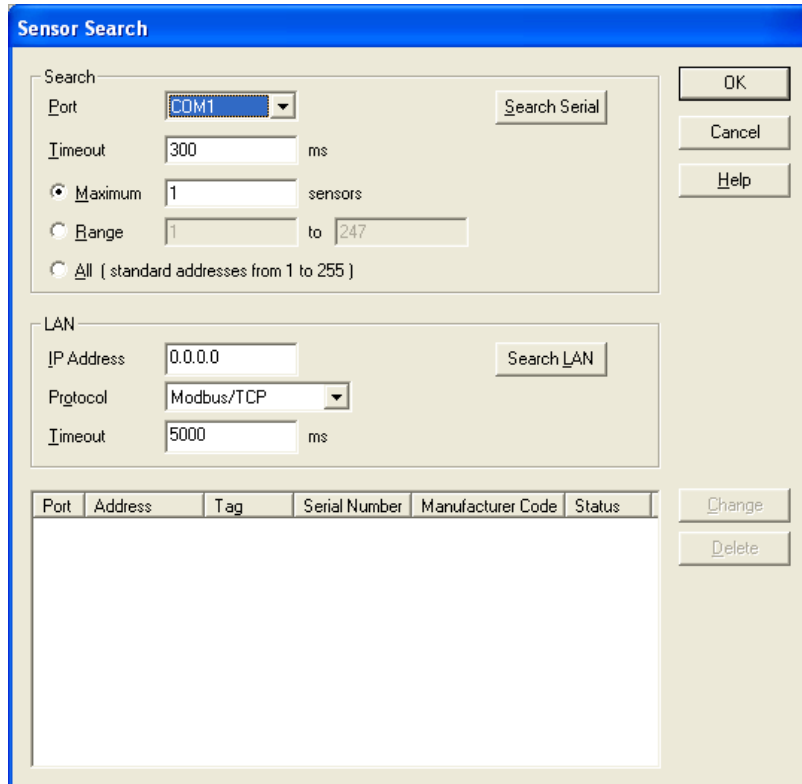 Sensor Search
Search
Port COM1 Search Serial
Timeout 300 ms
Maximum 1 sensors
Range 1 to 247
All ( standard addresses from 1 to 255 )
OK
Cancel
Help
LAN
IP Address 0.0.0.0 Search LAN
Protocol Modbus/TCP
Timeout 5000 ms
Port Address Tag Serial Number Manufacturer Code Status
Change
Delete